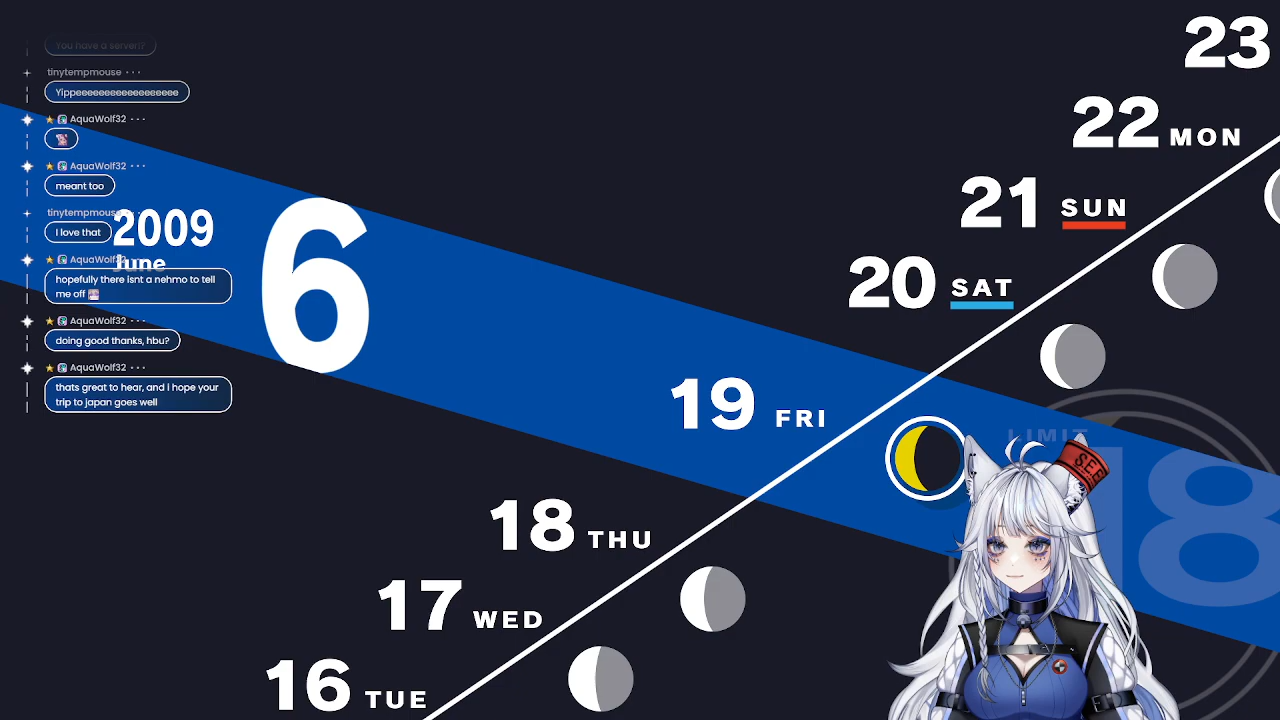 You have a server!?
tinytempmouse
Yippeeeeeeeeeeeeeeeeee
AquaWolf32
AquaWolf32
meant too
tinytempmouse
I love that
AquaWolf32
hopefully there isnt a nehmo to tell
me off
AquaWolf32
doing good thanks, hbu?
AquaWolf32
thats great to hear, and i hope your
trip to japan goes well
2009
June
6
23
22 MON
21 SUN
20 SAT
19 FRI
18 THU
17 WED
16 TUE
LIMIT
18